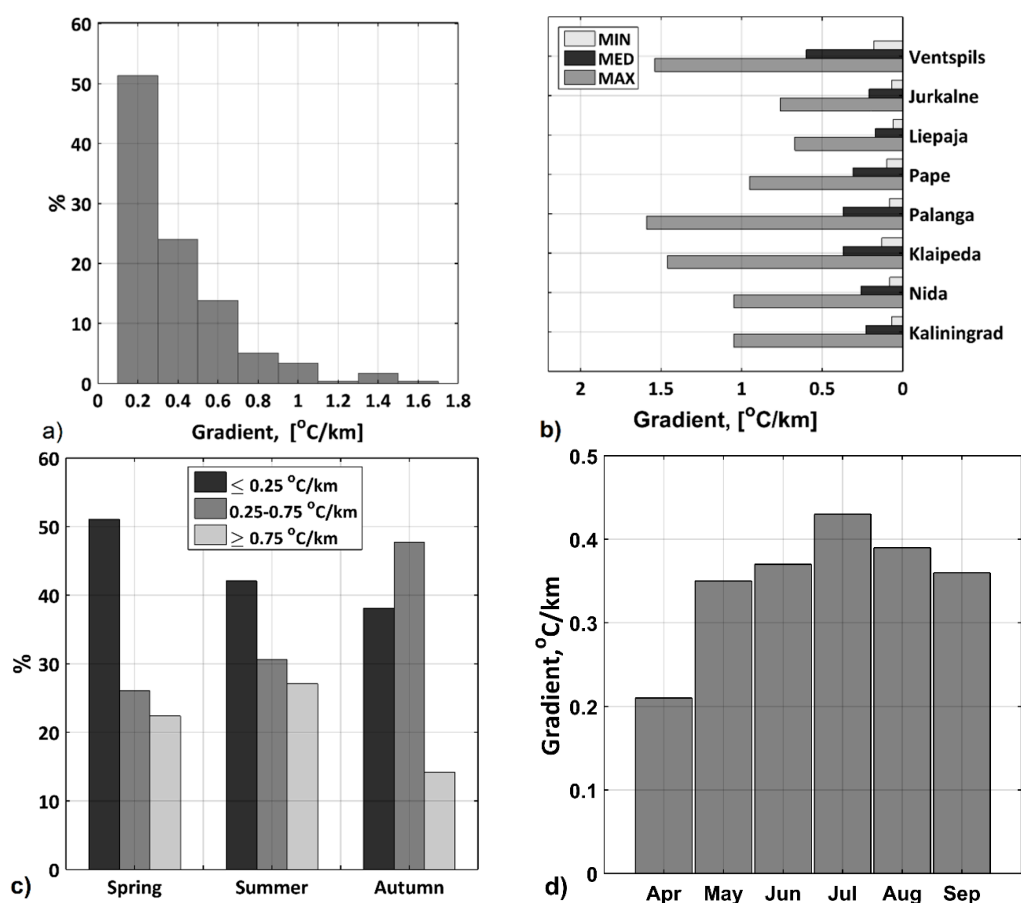 60
50
40
30
20
10
0
%
0 0.2 0.4 0.6 0.8 1.0 1.2 1.4 1.6 1.8
Gradient, [°C/km]
a)
MIN
MED
MAX
Ventspils
Jurkalne
Liepaja
Pape
Palanga
Klaipeda
Nida
Kaliningrad
2 1.5 1 0.5 0
Gradient, [°C/km]
b)
60
50
40
30
20
10
0
%
≤ 0.25 °C/km
0.25-0.75 °C/km
≥ 0.75 °C/km
Spring Summer Autumn
c)
0.5
0.4
0.3
0.2
0.1
0
Gradient,°C/km
Apr May Jun Jul Aug Sep
d)